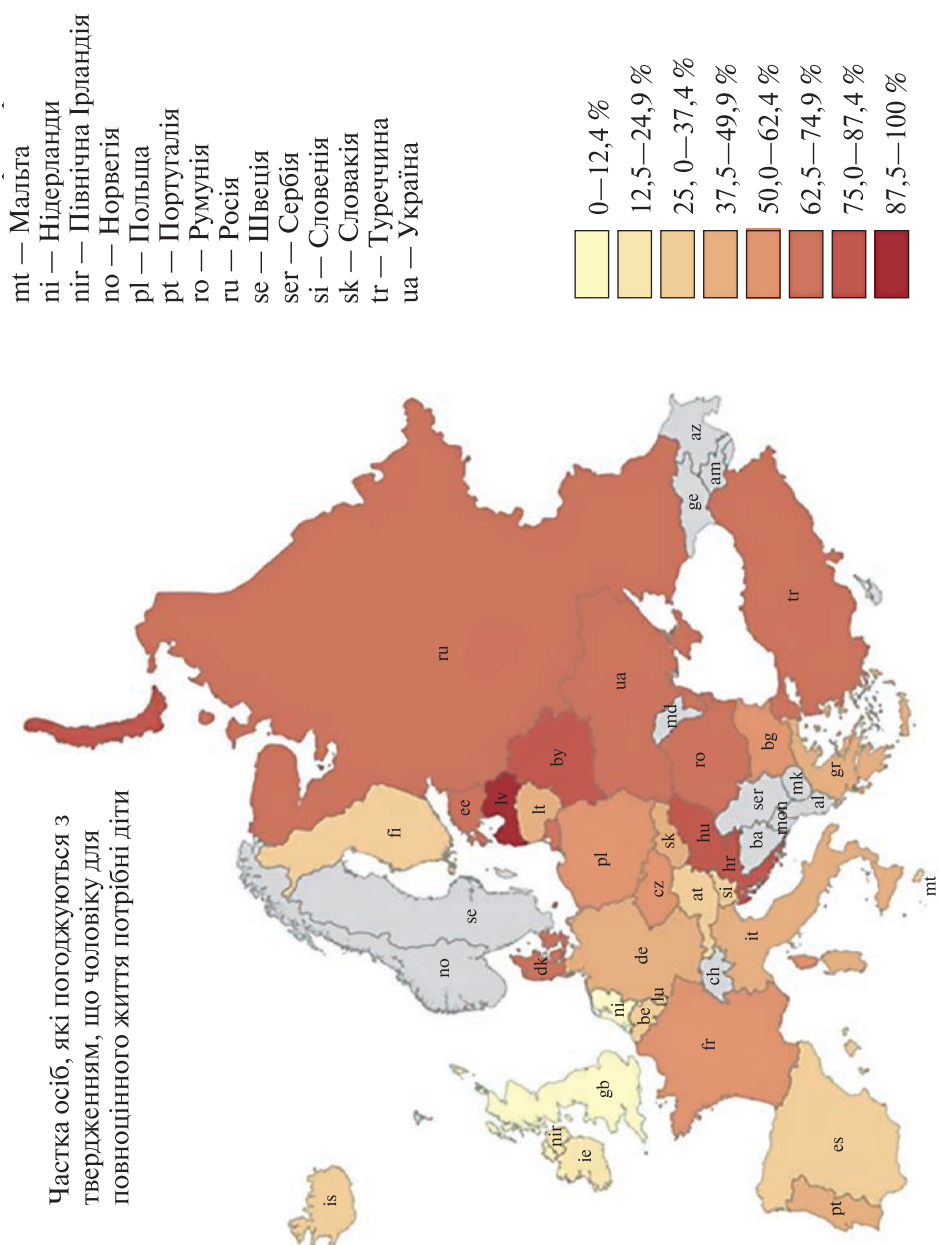 Частка осіб, які погоджуються з
твердженням, що чоловіку для
повноцінного життя потрібні діти
mt — Мальта
ni — Нідерланди
nir — Північна Ірландія
no — Норвегія
pl — Польща
pt — Португалія
ro — Румунія
ru — Росія
se — Швеція
ser — Сербія
si — Словенія
sk — Словакія
tr — Туреччина
ua — Україна
0—12,4 %
12,5—24,9 %
25, 0—37,4 %
37,5—49,9 %
50,0—62,4 %
62,5—74,9 %
75,0—87,4 %
87,5—100 %
is
no
se
fi
ru
ee
lv
lt
by
dk
nir
ie
gb
ni
be
lu
de
pl
ua
cz
sk
md
fr
ch
at
si
hu
hr
ro
ba
ser
mon
mk
al
bg
gr
it
mt
es
pt
tr
ge
am
az